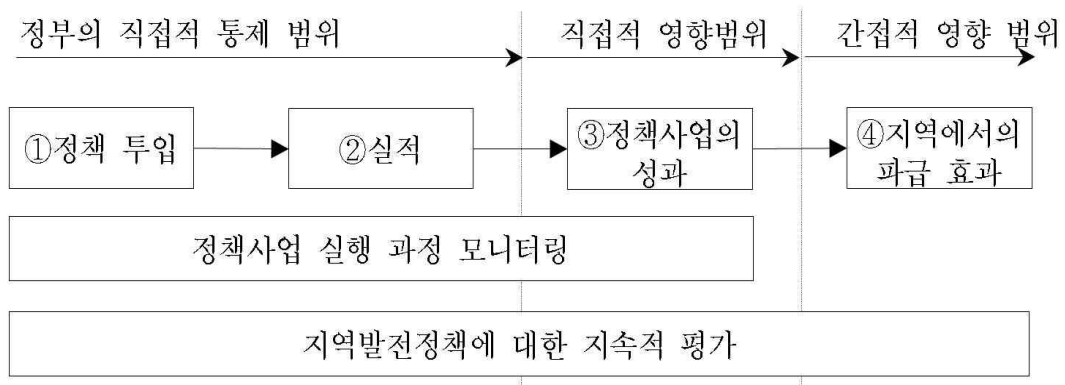 정부의 직접적 통제 범위
직접적 영향범위
간접적 영향 범위
①정책 투입
②실적
③정책사업의
성과
④지역에서의
파급 효과
정책사업 실행 과정 모니터링
지역발전정책에 대한 지속적 평가